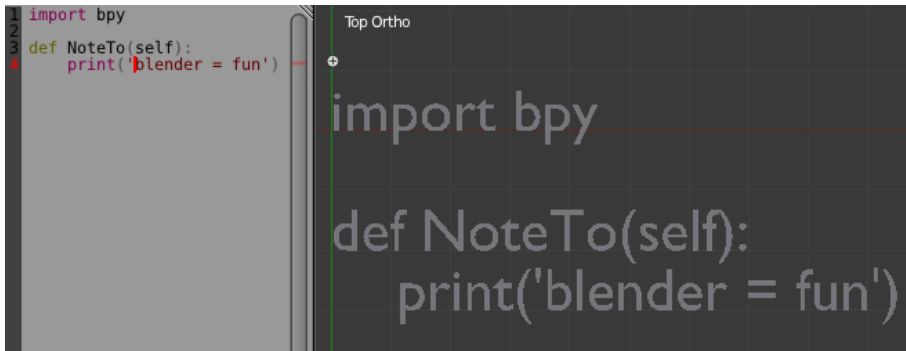 1 import bpy
2
3 def NoteTo(self):
4     print('blender = fun')
Top Ortho
import bpy
def NoteTo(self):
    print('blender = fun')